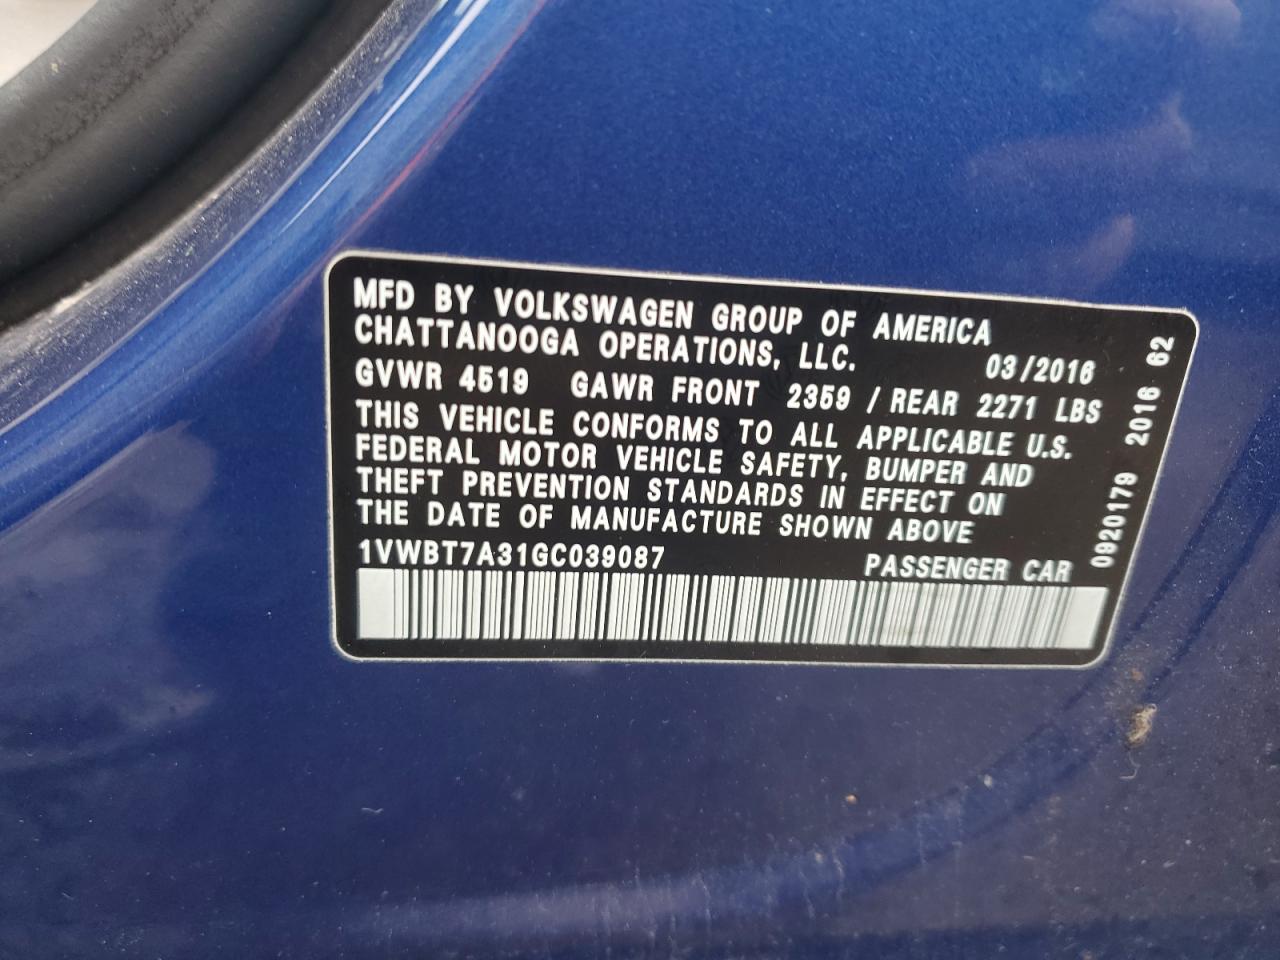 MFD BY VOLKSWAGEN GROUP OF AMERICA
CHATTANOOGA OPERATIONS, LLC. 03/2016
GVWR 4519 GAWR FRONT 2359 / REAR 2271 LBS
THIS VEHICLE CONFORMS TO ALL APPLICABLE U.S.
FEDERAL MOTOR VEHICLE SAFETY, BUMPER AND
THEFT PREVENTION STANDARDS IN EFFECT ON
THE DATE OF MANUFACTURE SHOWN ABOVE
1VWBT7A31GC039087 PASSENGER CAR
0920179 2016 62